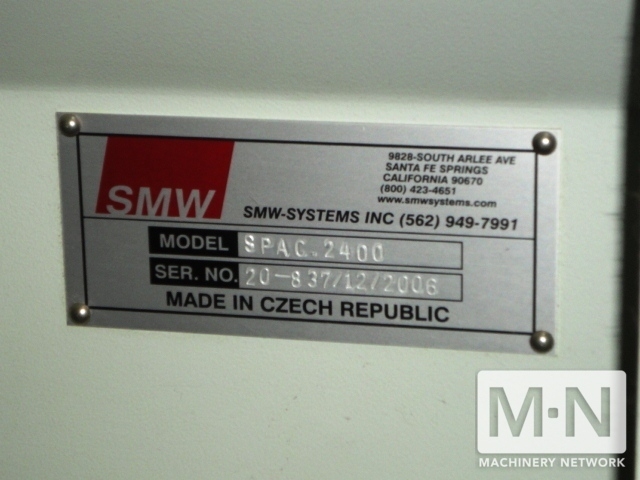 SMW
9828-SOUTH ARLEE AVE
SANTA FE SPRINGS
CALIFORNIA 90670
(800) 423-4651
www.smwsystems.com
SMW-SYSTEMS INC (562) 949-7991
MODEL SPAC.2400
SER. NO. 20-837/12/2006
MADE IN CZECH REPUBLIC
M·N
MACHINERY NETWORK